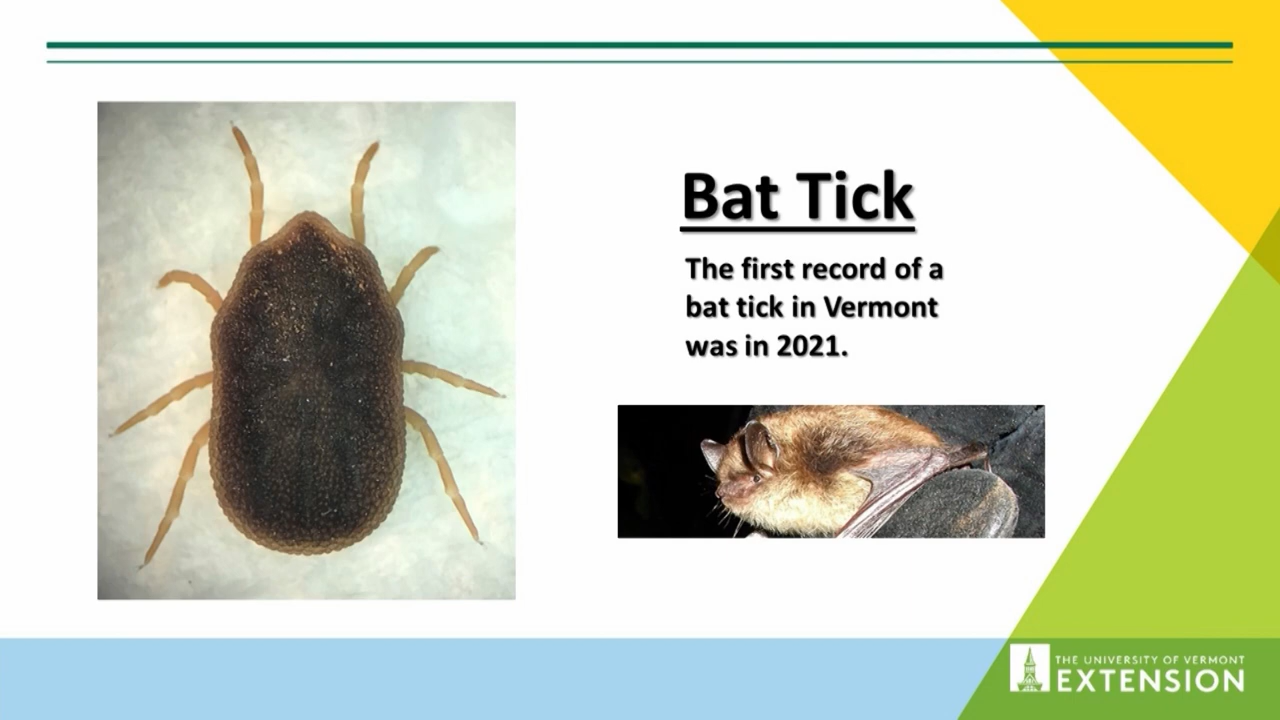 Bat Tick
The first record of a
bat tick in Vermont
was in 2021.
THE UNIVERSITY OF VERMONT
EXTENSION